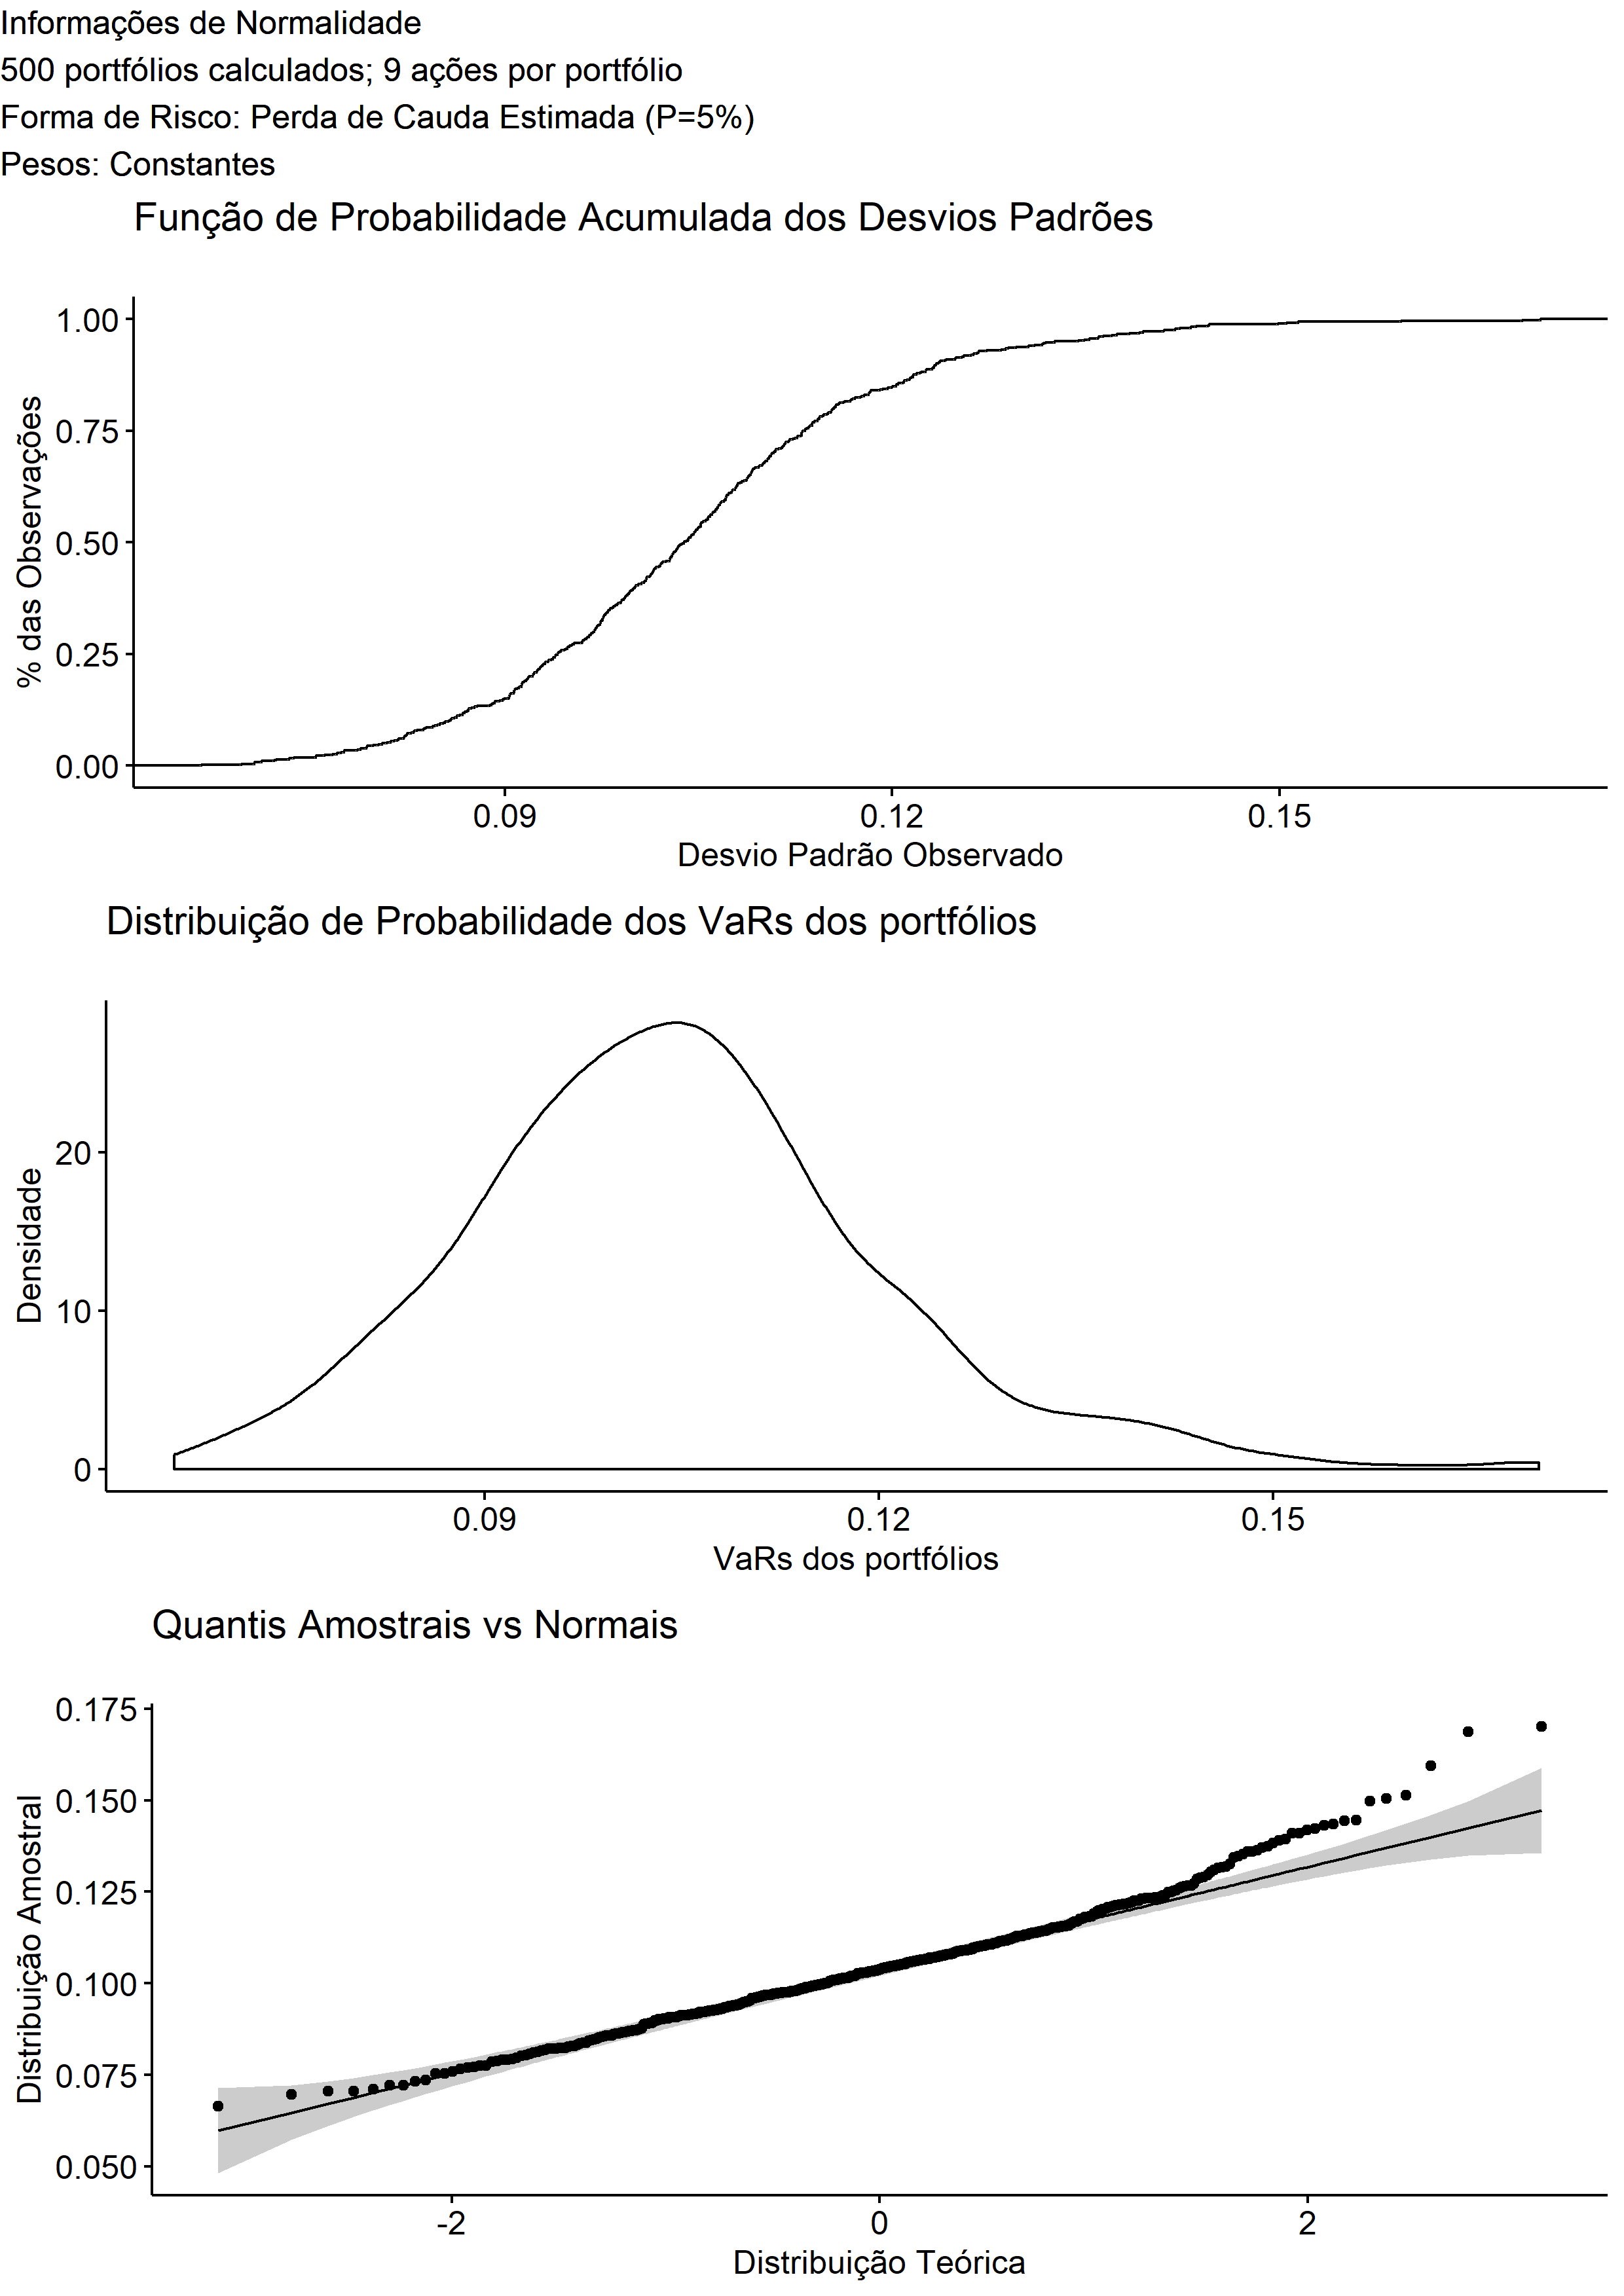 Informações de Normalidade
500 portfólios calculados; 9 ações por portfólio
Forma de Risco: Perda de Cauda Estimada (P=5%)
Pesos: Constantes
Função de Probabilidade Acumulada dos Desvios Padrões
% das Observações
1.00
0.75
0.50
0.25
0.00
0.09 0.12 0.15
Desvio Padrão Observado
Distribuição de Probabilidade dos VaRs dos portfólios
Densidade
20
10
0
0.09 0.12 0.15
VaRs dos portfólios
Quantis Amostrais vs Normais
Distribuição Amostral
0.175
0.150
0.125
0.100
0.075
0.050
-2 0 2
Distribuição Teórica